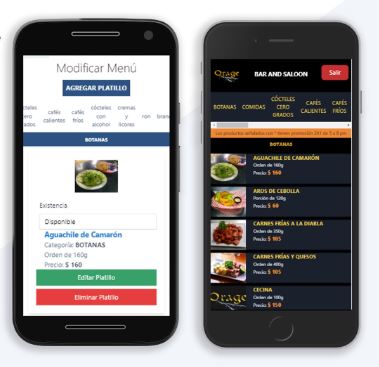 Modificar Menú
AGREGAR PLATILLO
cteles
cero
ados
cafés
calientes
cafés
fríos
cócteles
con
alcohol
cremas
y
licores
ron
bran
BOTANAS
Existencia
Disponible
Aguachile de Camarón
Categoría: BOTANAS
Orden de 160g
Precio: $ 160
Editar Platillo
Eliminar Platillo
Orage
BAR AND SALOON
Salir
BOTANAS
COMIDAS
CÓCTELES
CERO
GRADOS
CAFÉS
CALIENTES
CAFÉS
FRÍOS
Los productos señalados con * tienen promoción 2X1 de 5 a 8 pm
BOTANAS
AGUACHILE DE CAMARÓN
Orden de 160g
Precio: $ 160
AROS DE CEBOLLA
Porción de 120g
Precio: $ 60
CARNES FRÍAS A LA DIABLA
Orden de 250g
Precio: $ 105
CARNES FRÍAS Y QUESOS
Orden de 400g
Precio: $ 105
Orage
CECINA
Orden de 180g
Precio: $ 150